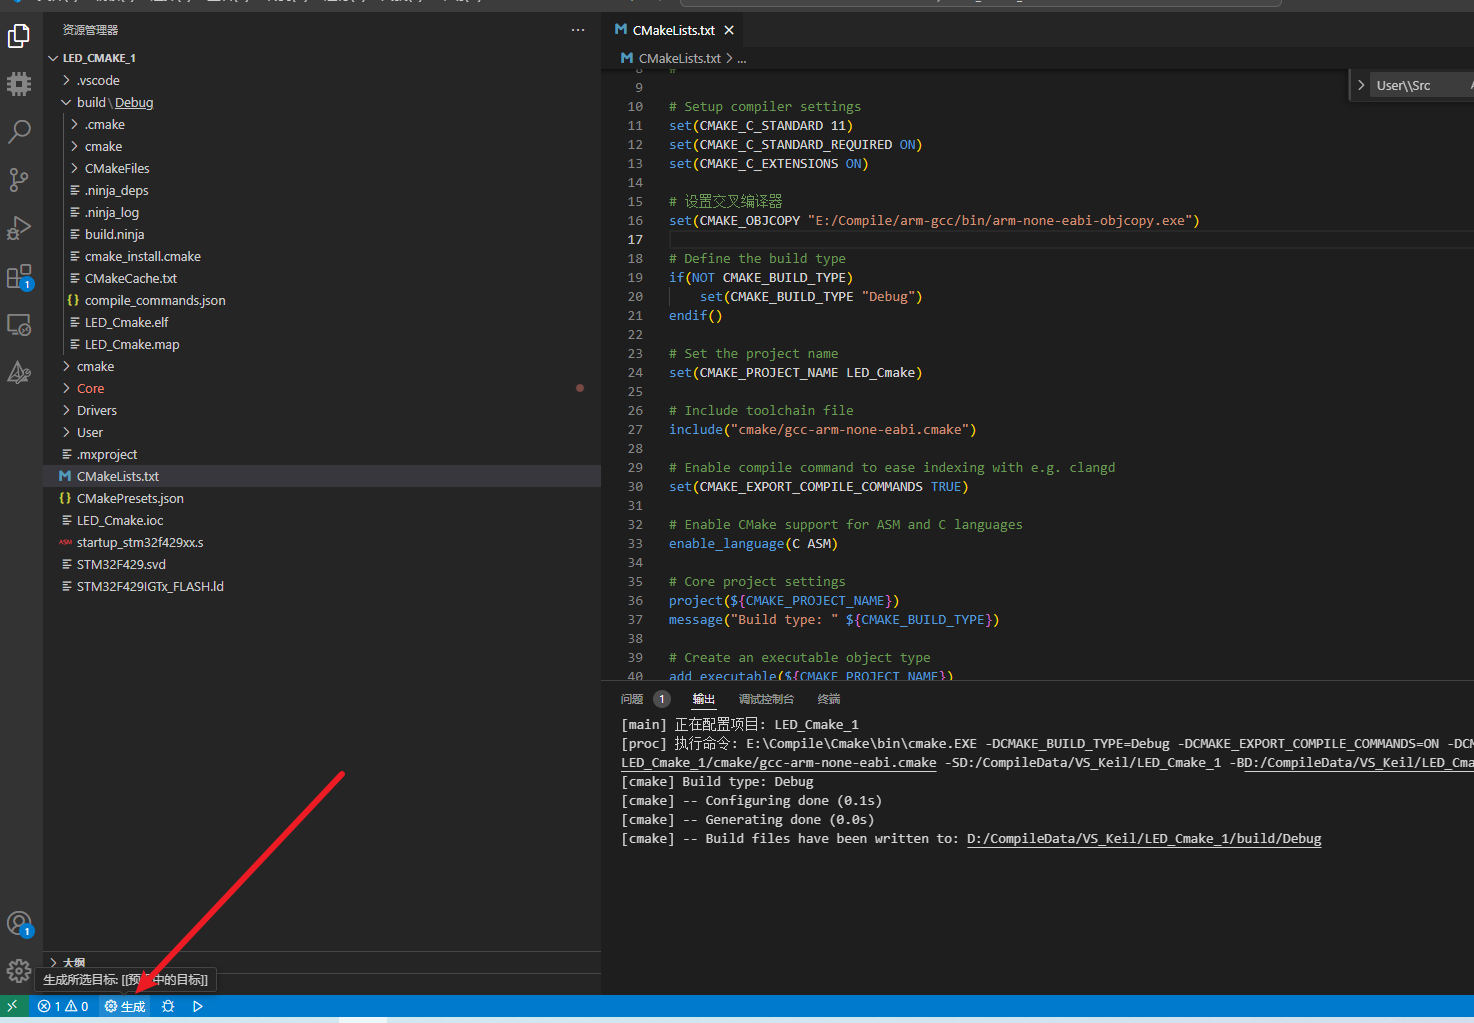 资源管理器
LED_CMAKE_1
.vscode
build\Debug
.cmake
cmake
CMakeFiles
.ninja_deps
.ninja_log
build.ninja
cmake_install.cmake
CMakeCache.txt
{} compile_commands.json
LED_Cmake.elf
LED_Cmake.map
cmake
Core
Drivers
User
.mxproject
M CMakeLists.txt
{} CMakePresets.json
LED_Cmake.ioc
ASM startup_stm32f429xx.s
STM32F429.svd
STM32F429IGTx_FLASH.ld
大纲
生成所选目标: [[预 中的目标]]
1 0 生成
1
1
M CMakeLists.txt
M CMakeLists.txt > ...
User\\Src
8 #
9
10 # Setup compiler settings
11 set(CMAKE_C_STANDARD 11)
12 set(CMAKE_C_STANDARD_REQUIRED ON)
13 set(CMAKE_C_EXTENSIONS ON)
14
15 # 设置交叉编译器
16 set(CMAKE_OBJCOPY "E:/Compile/arm-gcc/bin/arm-none-eabi-objcopy.exe")
17
18 # Define the build type
19 if(NOT CMAKE_BUILD_TYPE)
20 set(CMAKE_BUILD_TYPE "Debug")
21 endif()
22
23 # Set the project name
24 set(CMAKE_PROJECT_NAME LED_Cmake)
25
26 # Include toolchain file
27 include("cmake/gcc-arm-none-eabi.cmake")
28
29 # Enable compile command to ease indexing with e.g. clangd
30 set(CMAKE_EXPORT_COMPILE_COMMANDS TRUE)
31
32 # Enable CMake support for ASM and C languages
33 enable_language(C ASM)
34
35 # Core project settings
36 project(${CMAKE_PROJECT_NAME})
37 message("Build type: " ${CMAKE_BUILD_TYPE})
38
39 # Create an executable object type
40 add_executable(${CMAKE_PROJECT_NAME})
问题 1 输出 调试控制台 终端
[main] 正在配置项目: LED_Cmake_1
[proc] 执行命令: E:\Compile\Cmake\bin\cmake.EXE -DCMAKE_BUILD_TYPE=Debug -DCMAKE_EXPORT_COMPILE_COMMANDS=ON -DCM
LED_Cmake_1/cmake/gcc-arm-none-eabi.cmake -SD:/CompileData/VS_Keil/LED_Cmake_1 -BD:/CompileData/VS_Keil/LED_Cma
[cmake] Build type: Debug
[cmake] -- Configuring done (0.1s)
[cmake] -- Generating done (0.0s)
[cmake] -- Build files have been written to: D:/CompileData/VS_Keil/LED_Cmake_1/build/Debug